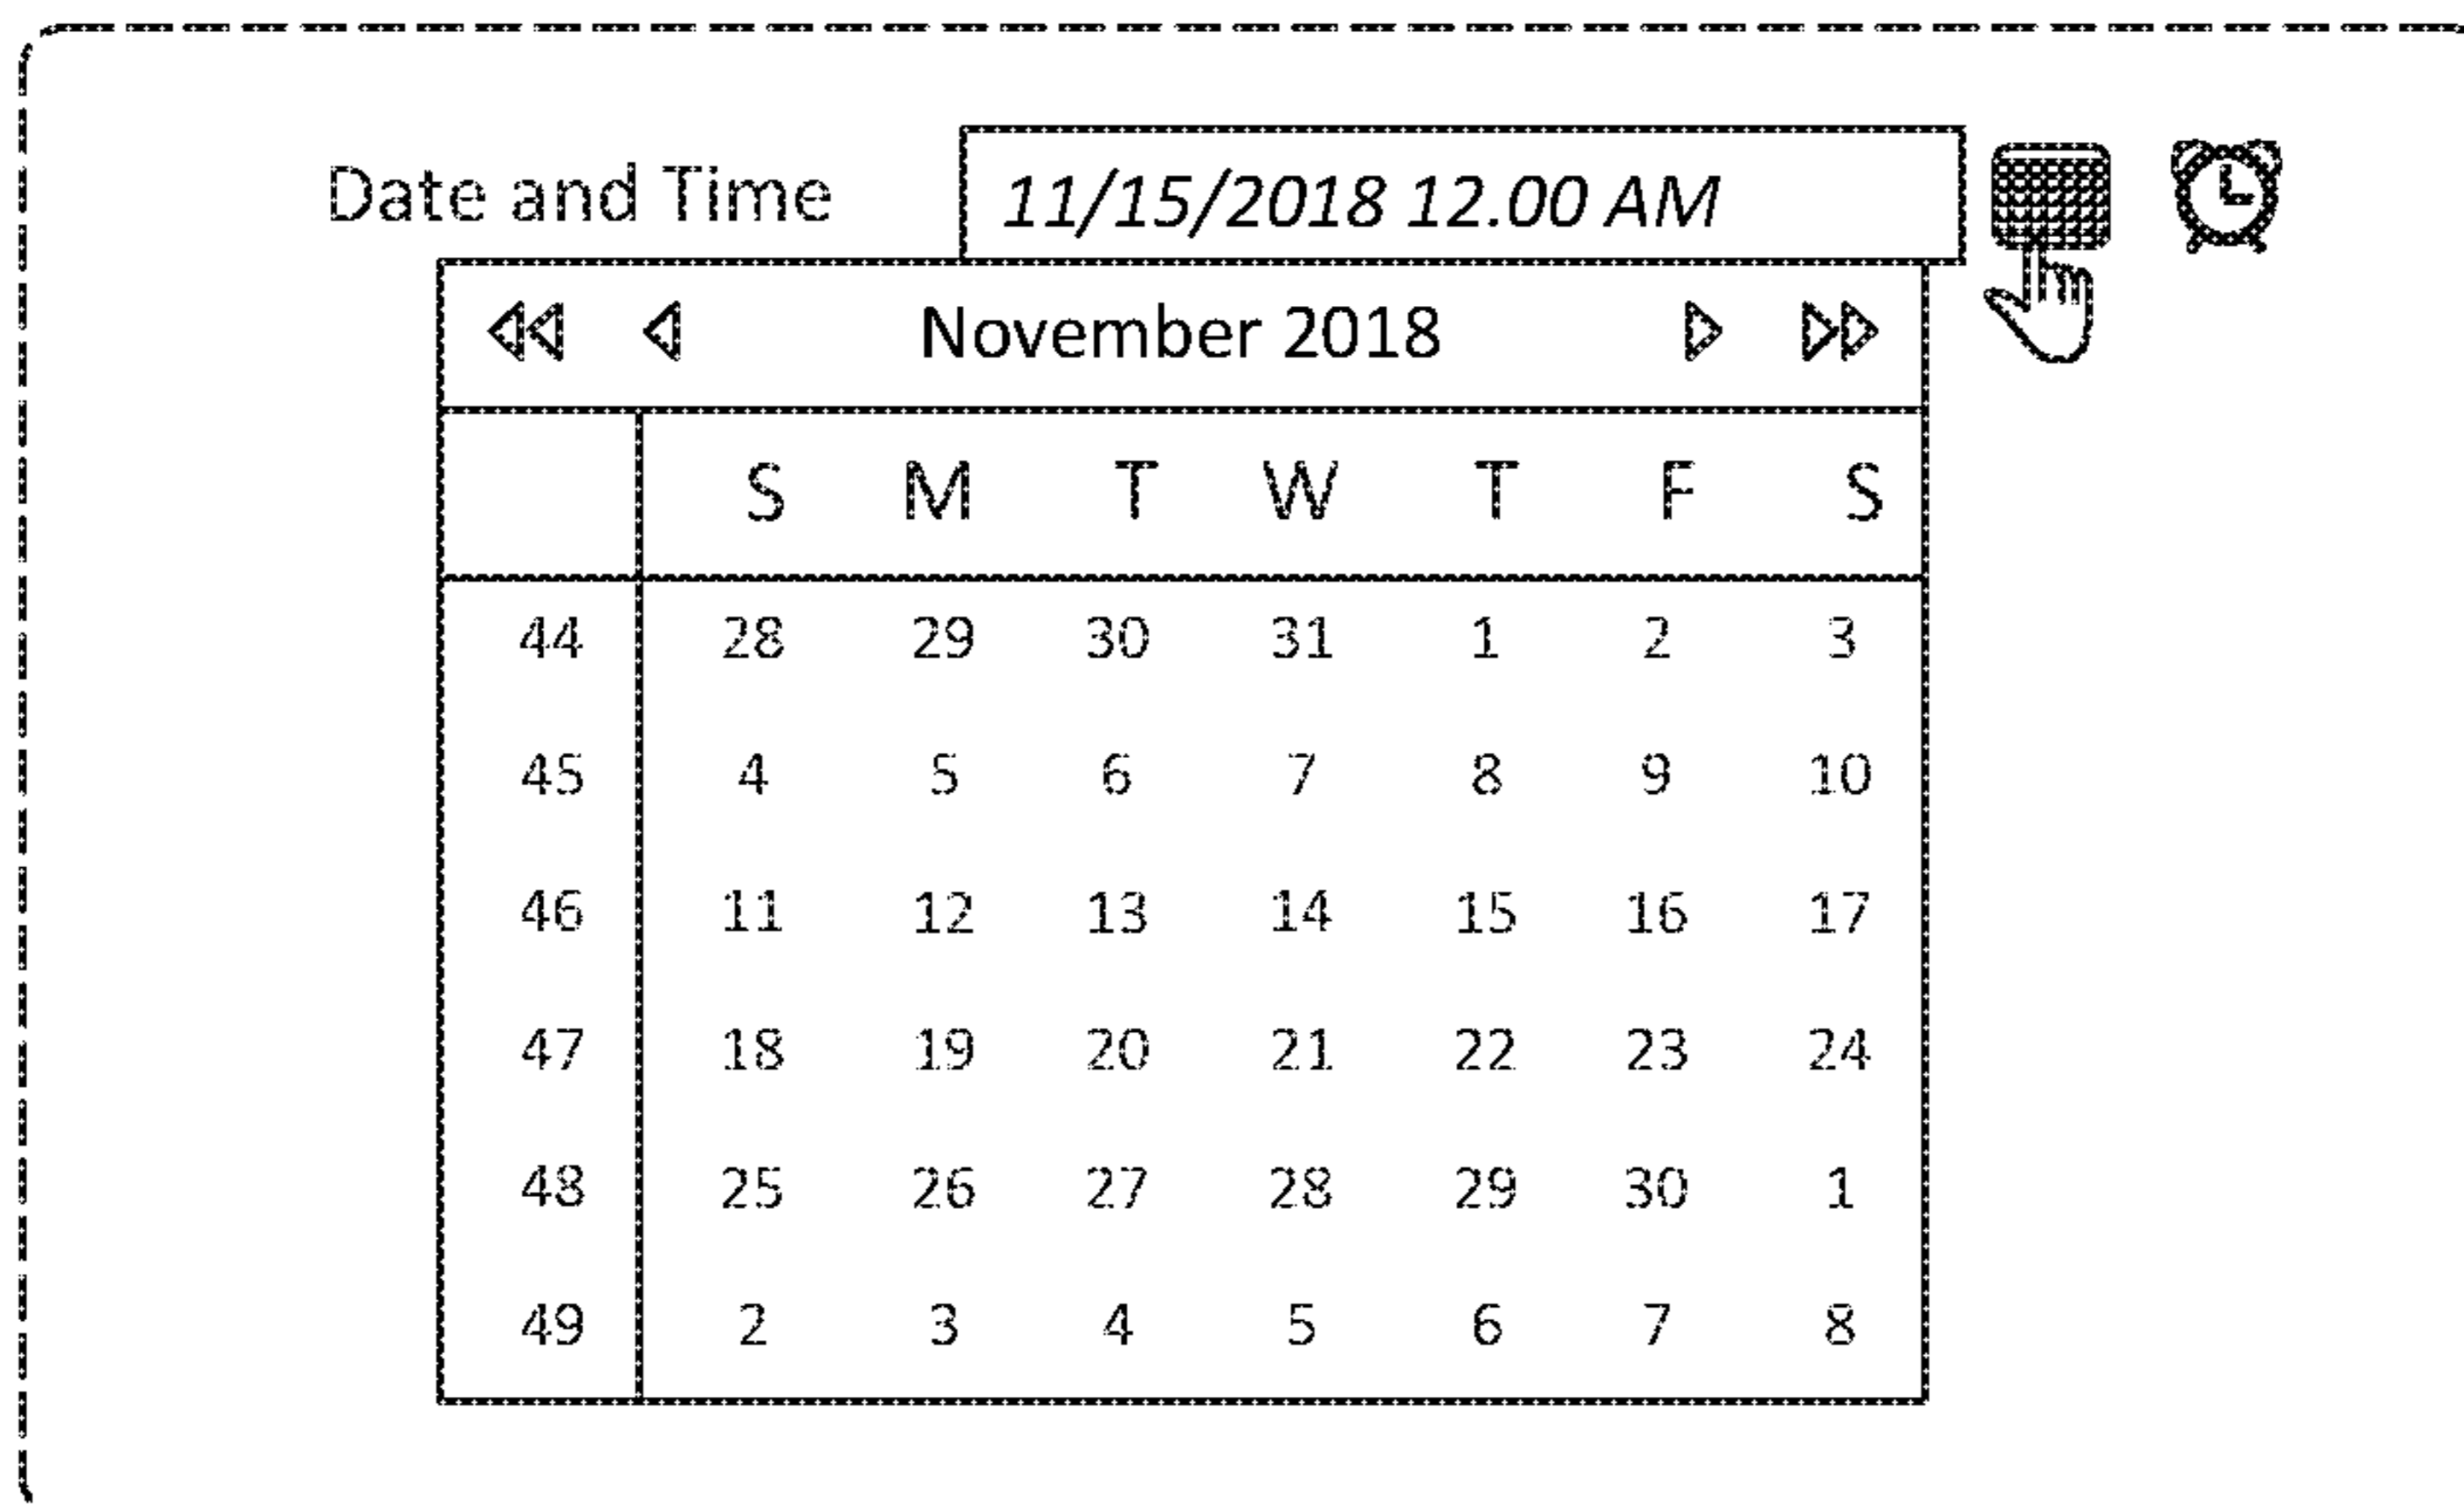 Date and Time 11/15/2018 12.00 AM
November 2018
S M T W T F S
44 28 29 30 31 1 2 3
45 4 5 6 7 8 9 10
46 11 12 13 14 15 16 17
47 18 19 20 21 22 23 24
48 25 26 27 28 29 30 1
49 2 3 4 5 6 7 8